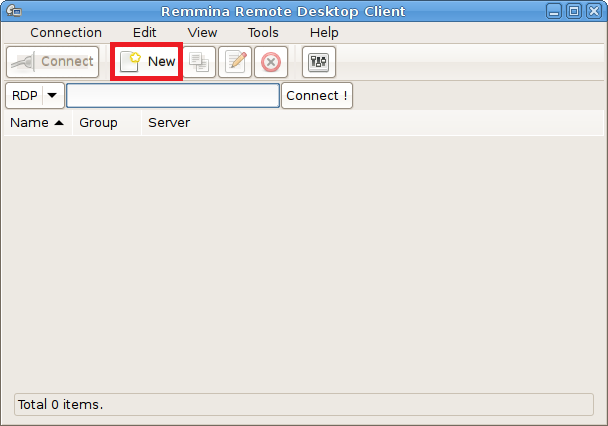 Remmina Remote Desktop Client
Connection Edit View Tools Help
Connect New
RDP Connect !
Name Group Server
Total 0 items.